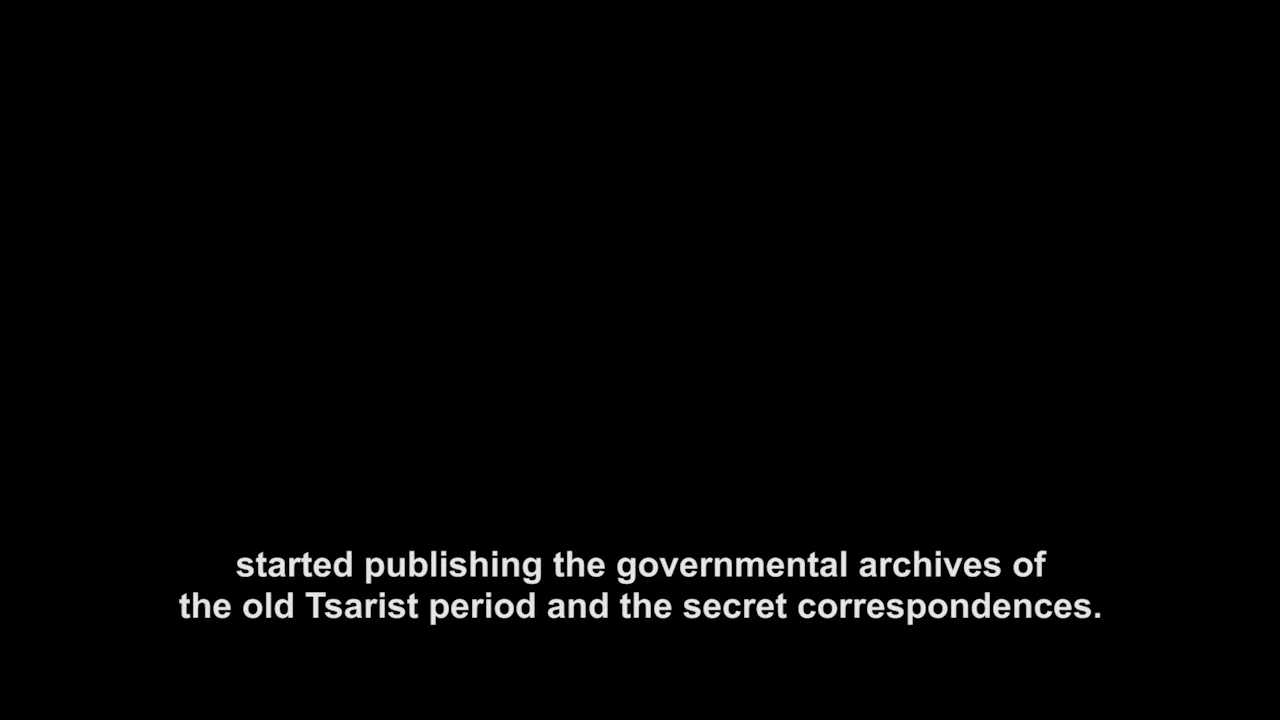 started publishing the governmental archives of
the old Tsarist period and the secret correspondences.